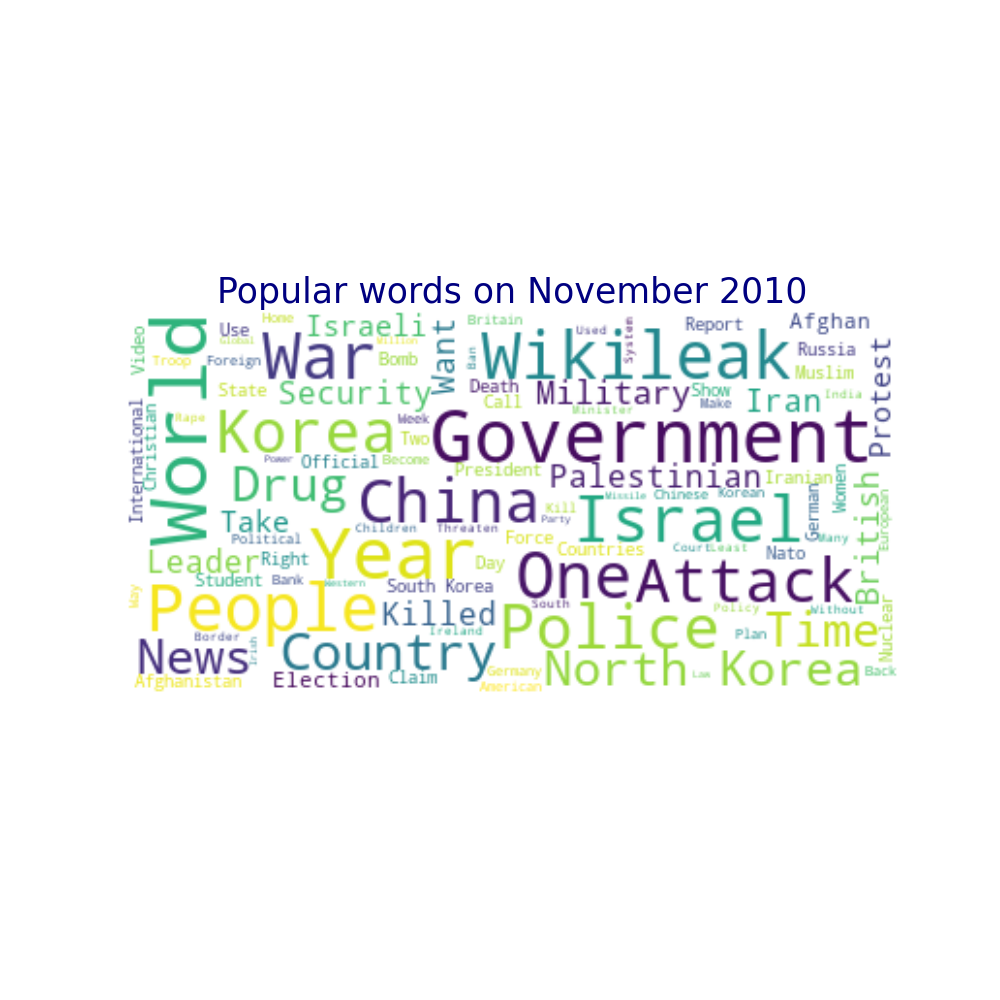 Popular words on November 2010
World
Government
Wikileak
War
Israel
China
Korea
Year
One
Attack
People
Police
Country
News
North Korea
Time
Drug
Killed
Military
Security
Palestinian
Israeli
Iran
British
Protest
Want
Leader
Take
Election
Claim
Afghan
Afghanistan
Video
Troop
Home
Use
Global
Foreign
Million
Bomb
State
Britain
Ban
Used
System
Report
Russia
Muslim
India
Death
Call
Show
Make
Minister
Week
Two
Become
Official
Power
President
Iranian
Women
German
International
Christian
Rape
Political
Right
Student
Bank
Western
Children
Threaten
Day
South Korea
Force
Countries
Kill
Party
Missile
Chinese
Korean
Court
Least
Nato
Many
European
Nuclear
Without
Policy
Plan
South
Ireland
Germany
American
Border
Irish
Way
Law
Back